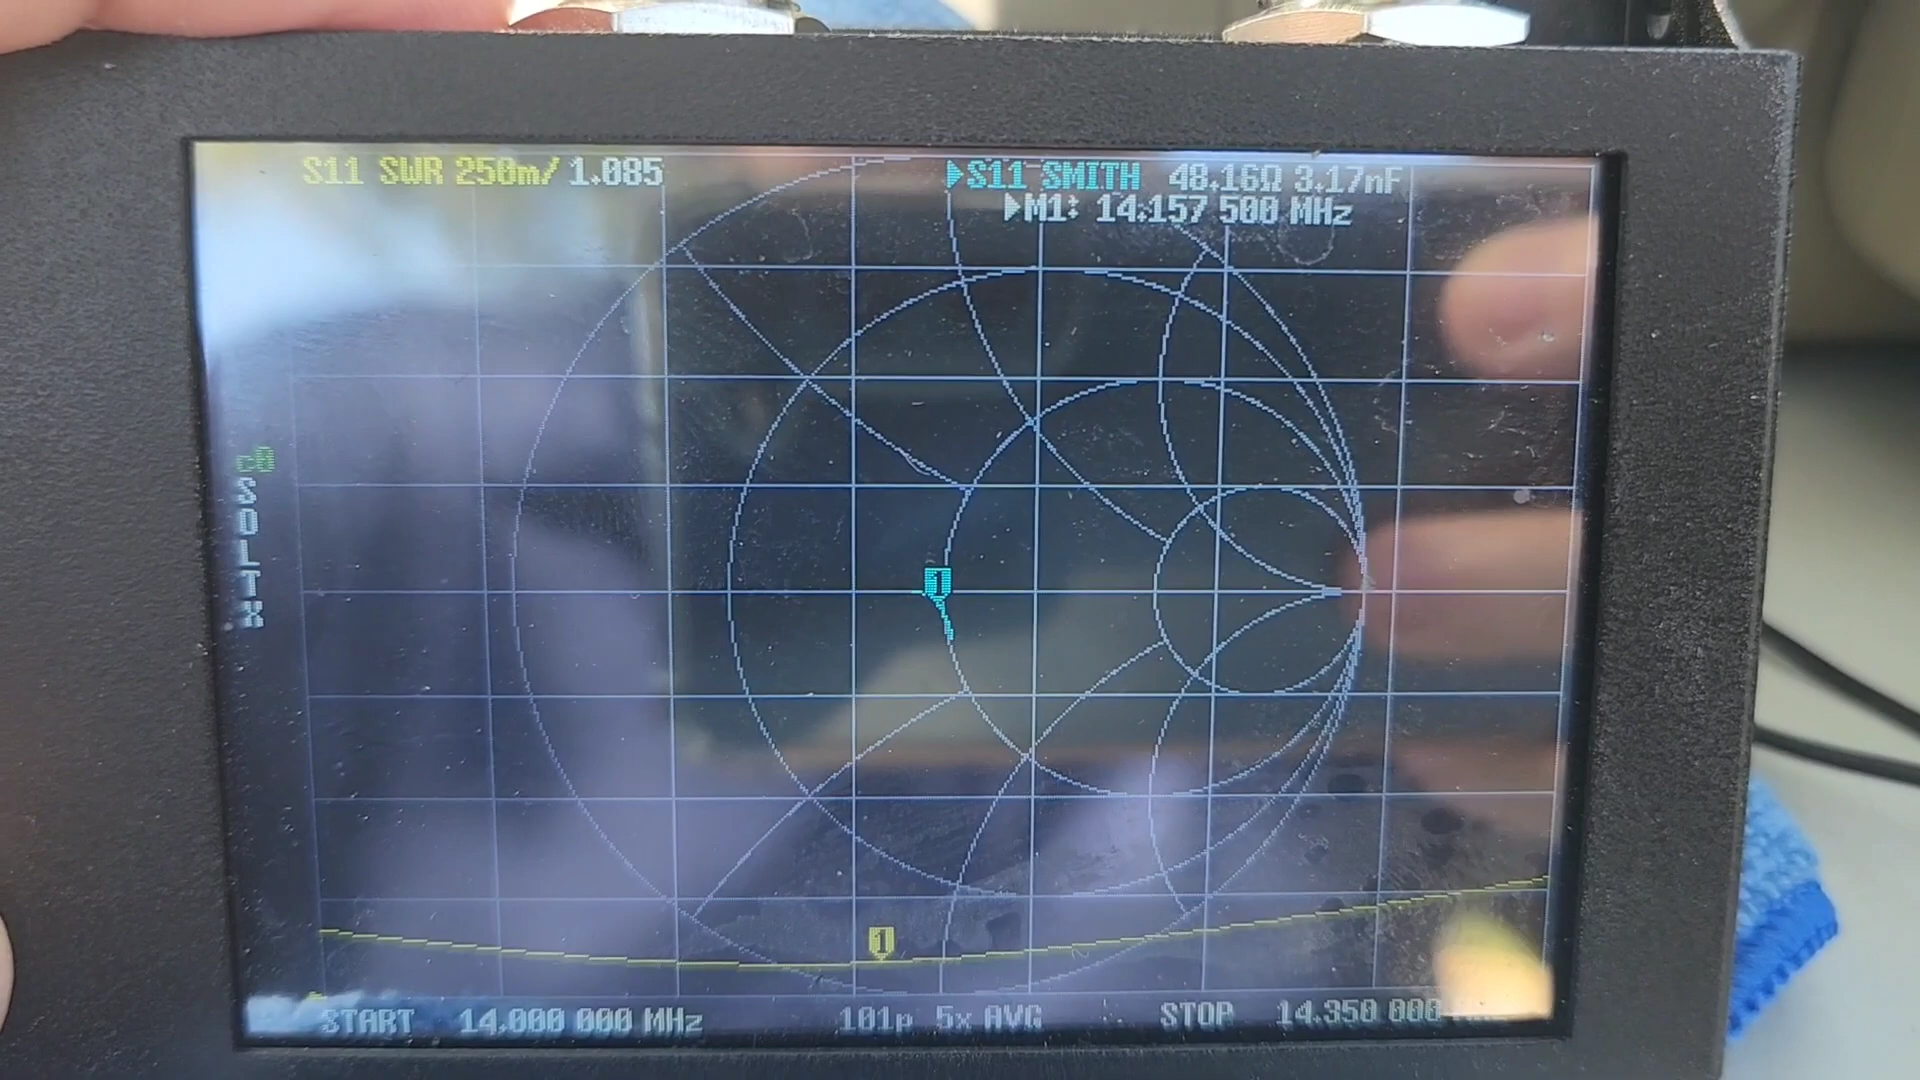 S11 SWR 250m/ 1.085
▶S11 SMITH 48.16Ω 3.17nF
▶M1: 14.157 500 MHz
c0
S
O
L
T
X
1
1
START 14.000 000 MHz 101p 5x AVG STOP 14.350 000